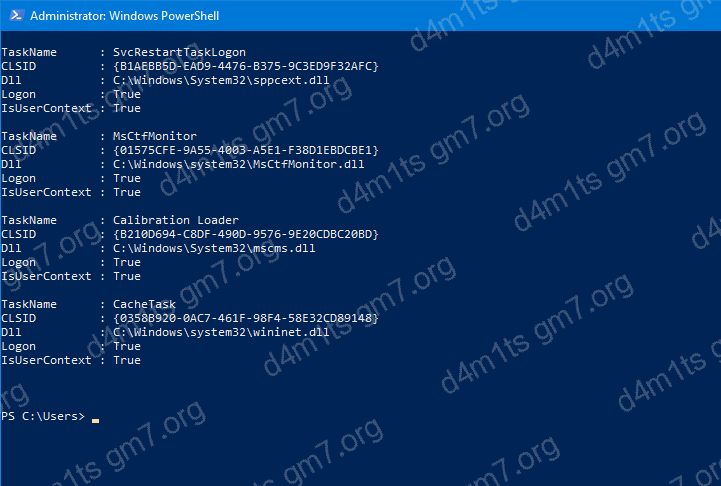 Administrator: Windows PowerShell
TaskName      : SvcRestartTaskLogon
CLSID         : {B1AEBB5D-EAD9-4476-B375-9C3ED9F32AFC}
Dll           : C:\Windows\System32\sppcext.dll
Logon         : True
IsUserContext : True
TaskName      : MsCtfMonitor
CLSID         : {01575CFE-9A55-4003-A5E1-F38D1EBDCBE1}
Dll           : C:\Windows\system32\MsCtfMonitor.dll
Logon         : True
IsUserContext : True
TaskName      : Calibration Loader
CLSID         : {B210D694-C8DF-490D-9576-9E20CDBC20BD}
Dll           : C:\Windows\System32\mscms.dll
Logon         : True
IsUserContext : True
TaskName      : CacheTask
CLSID         : {0358B920-0AC7-461F-98F4-58E32CD89148}
Dll           : C:\Windows\system32\wininet.dll
Logon         : True
IsUserContext : True
PS C:\Users>
d4m1ts gm7.org